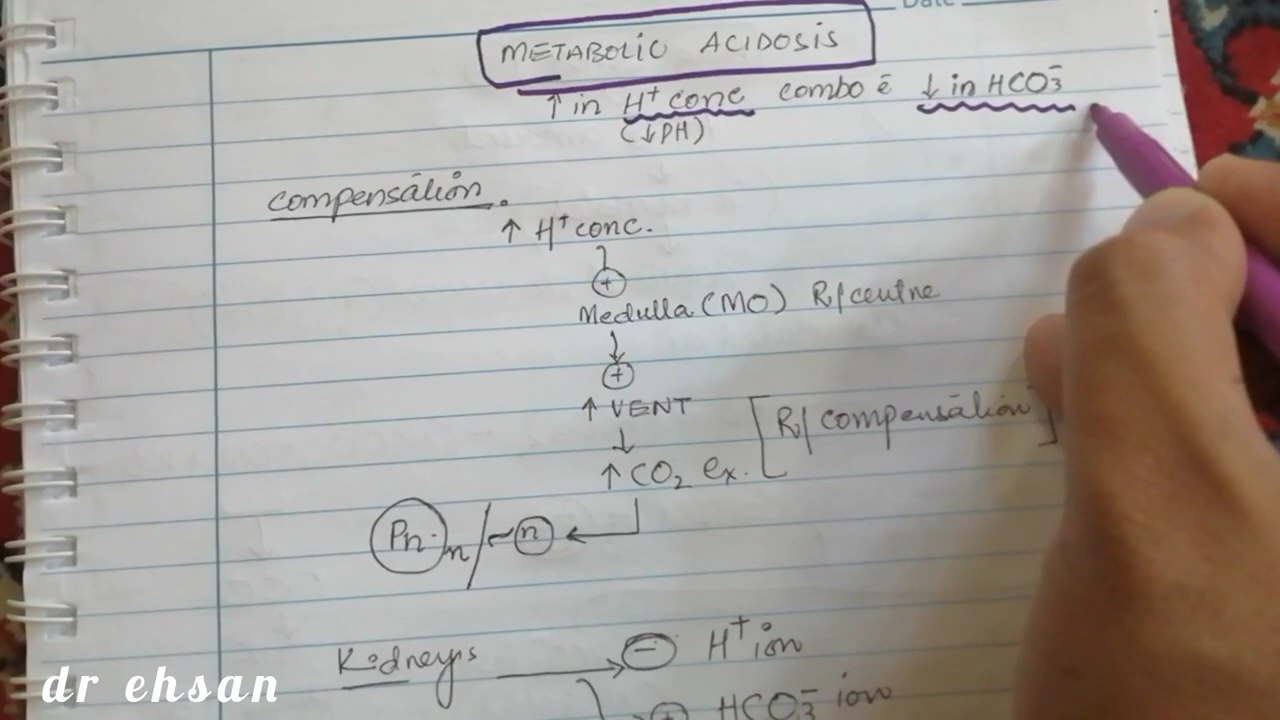 Date
METABOLIC ACIDOSIS
↑ in H⁺ conc combo ē ↓ in HCO₃⁻
(↓PH)
compensation.
↑ H⁺ conc.
⊕
Medulla (MO) R/centre
⊕
↑ VENT
[R/ compensation]
↑ CO₂ ex.
n
Kidneys → ⊖ H⁺ ion
⊕ HCO₃⁻ ion
dr ehsan